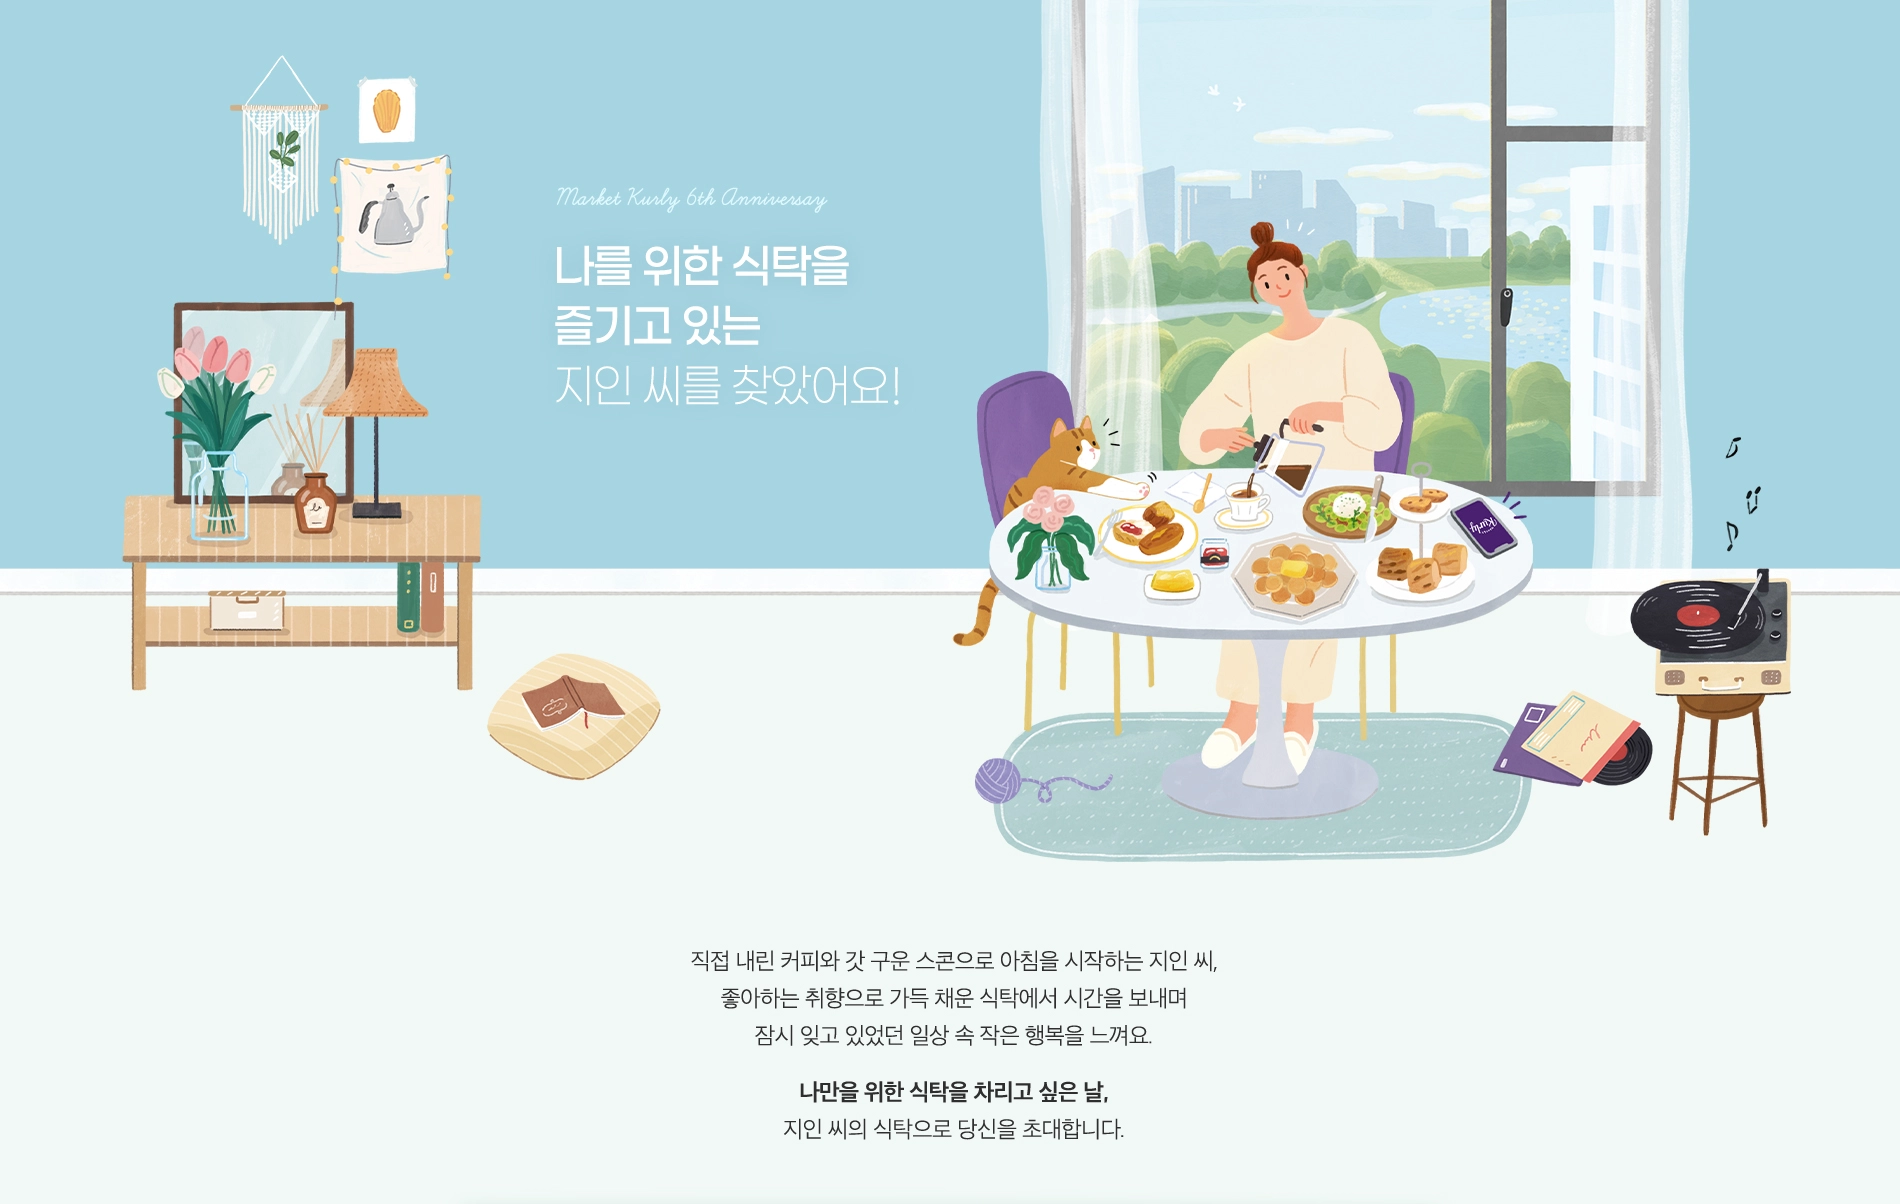 Market Kurly 6th Anniversay
나를 위한 식탁을
즐기고 있는
지인 씨를 찾았어요!
Kurly
직접 내린 커피와 갓 구운 스콘으로 아침을 시작하는 지인 씨,
좋아하는 취향으로 가득 채운 식탁에서 시간을 보내며
잠시 잊고 있었던 일상 속 작은 행복을 느껴요.
나만을 위한 식탁을 차리고 싶은 날,
지인 씨의 식탁으로 당신을 초대합니다.